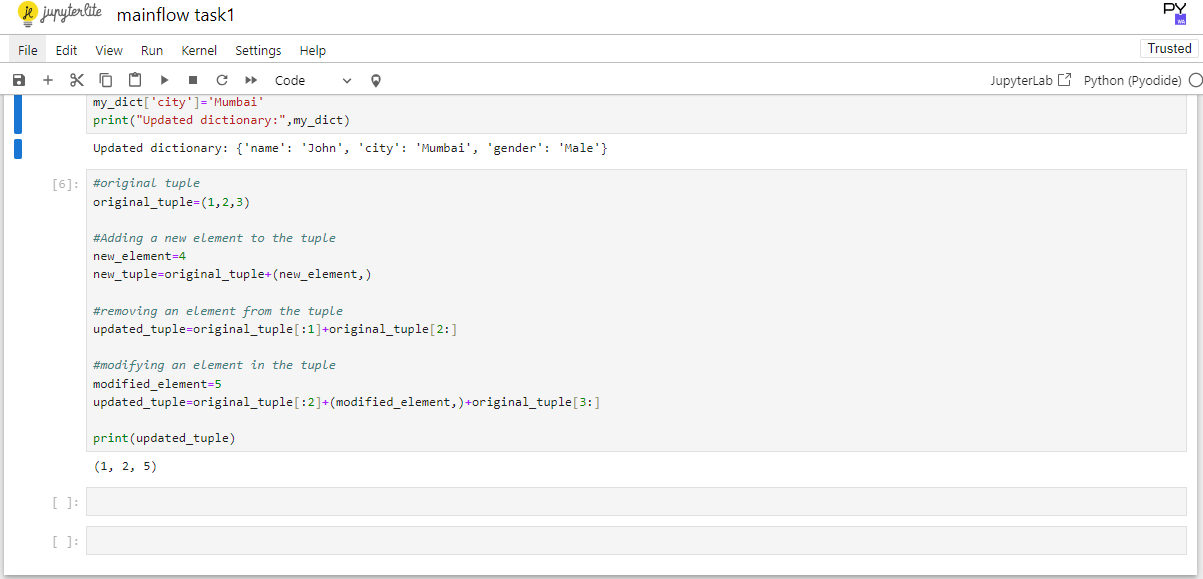 jupyterlite mainflow task1
PY
WA
File Edit View Run Kernel Settings Help
Trusted
Code
JupyterLab Python (Pyodide)
my_dict['city']='Mumbai'
print("Updated dictionary:",my_dict)
Updated dictionary: {'name': 'John', 'city': 'Mumbai', 'gender': 'Male'}
[6]:
#original tuple
original_tuple=(1,2,3)
#Adding a new element to the tuple
new_element=4
new_tuple=original_tuple+(new_element,)
#removing an element from the tuple
updated_tuple=original_tuple[:1]+original_tuple[2:]
#modifying an element in the tuple
modified_element=5
updated_tuple=original_tuple[:2]+(modified_element,)+original_tuple[3:]
print(updated_tuple)
(1, 2, 5)
[ ]:
[ ]: